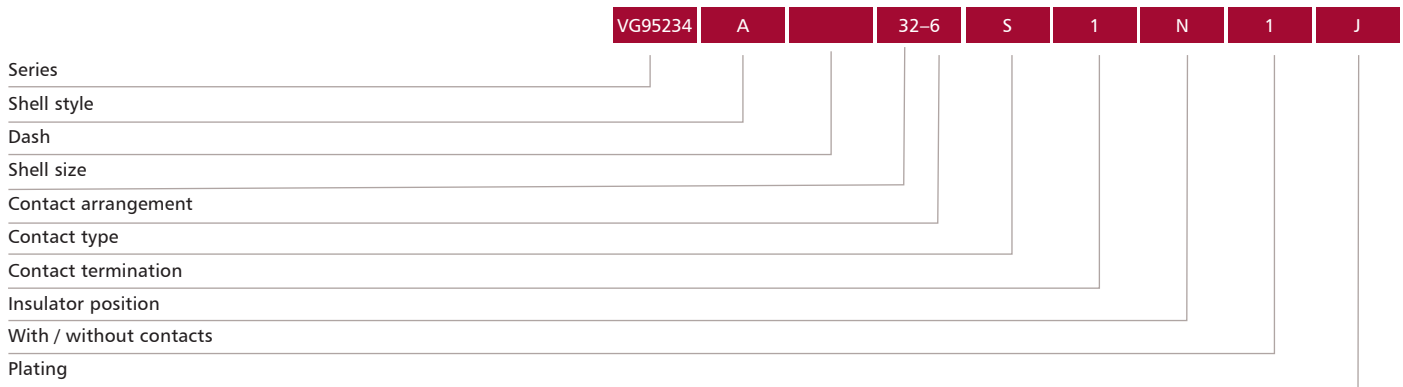 VG95234 A 32–6 S 1 N 1 J
Series
Shell style
Dash
Shell size
Contact arrangement
Contact type
Contact termination
Insulator position
With / without contacts
Plating